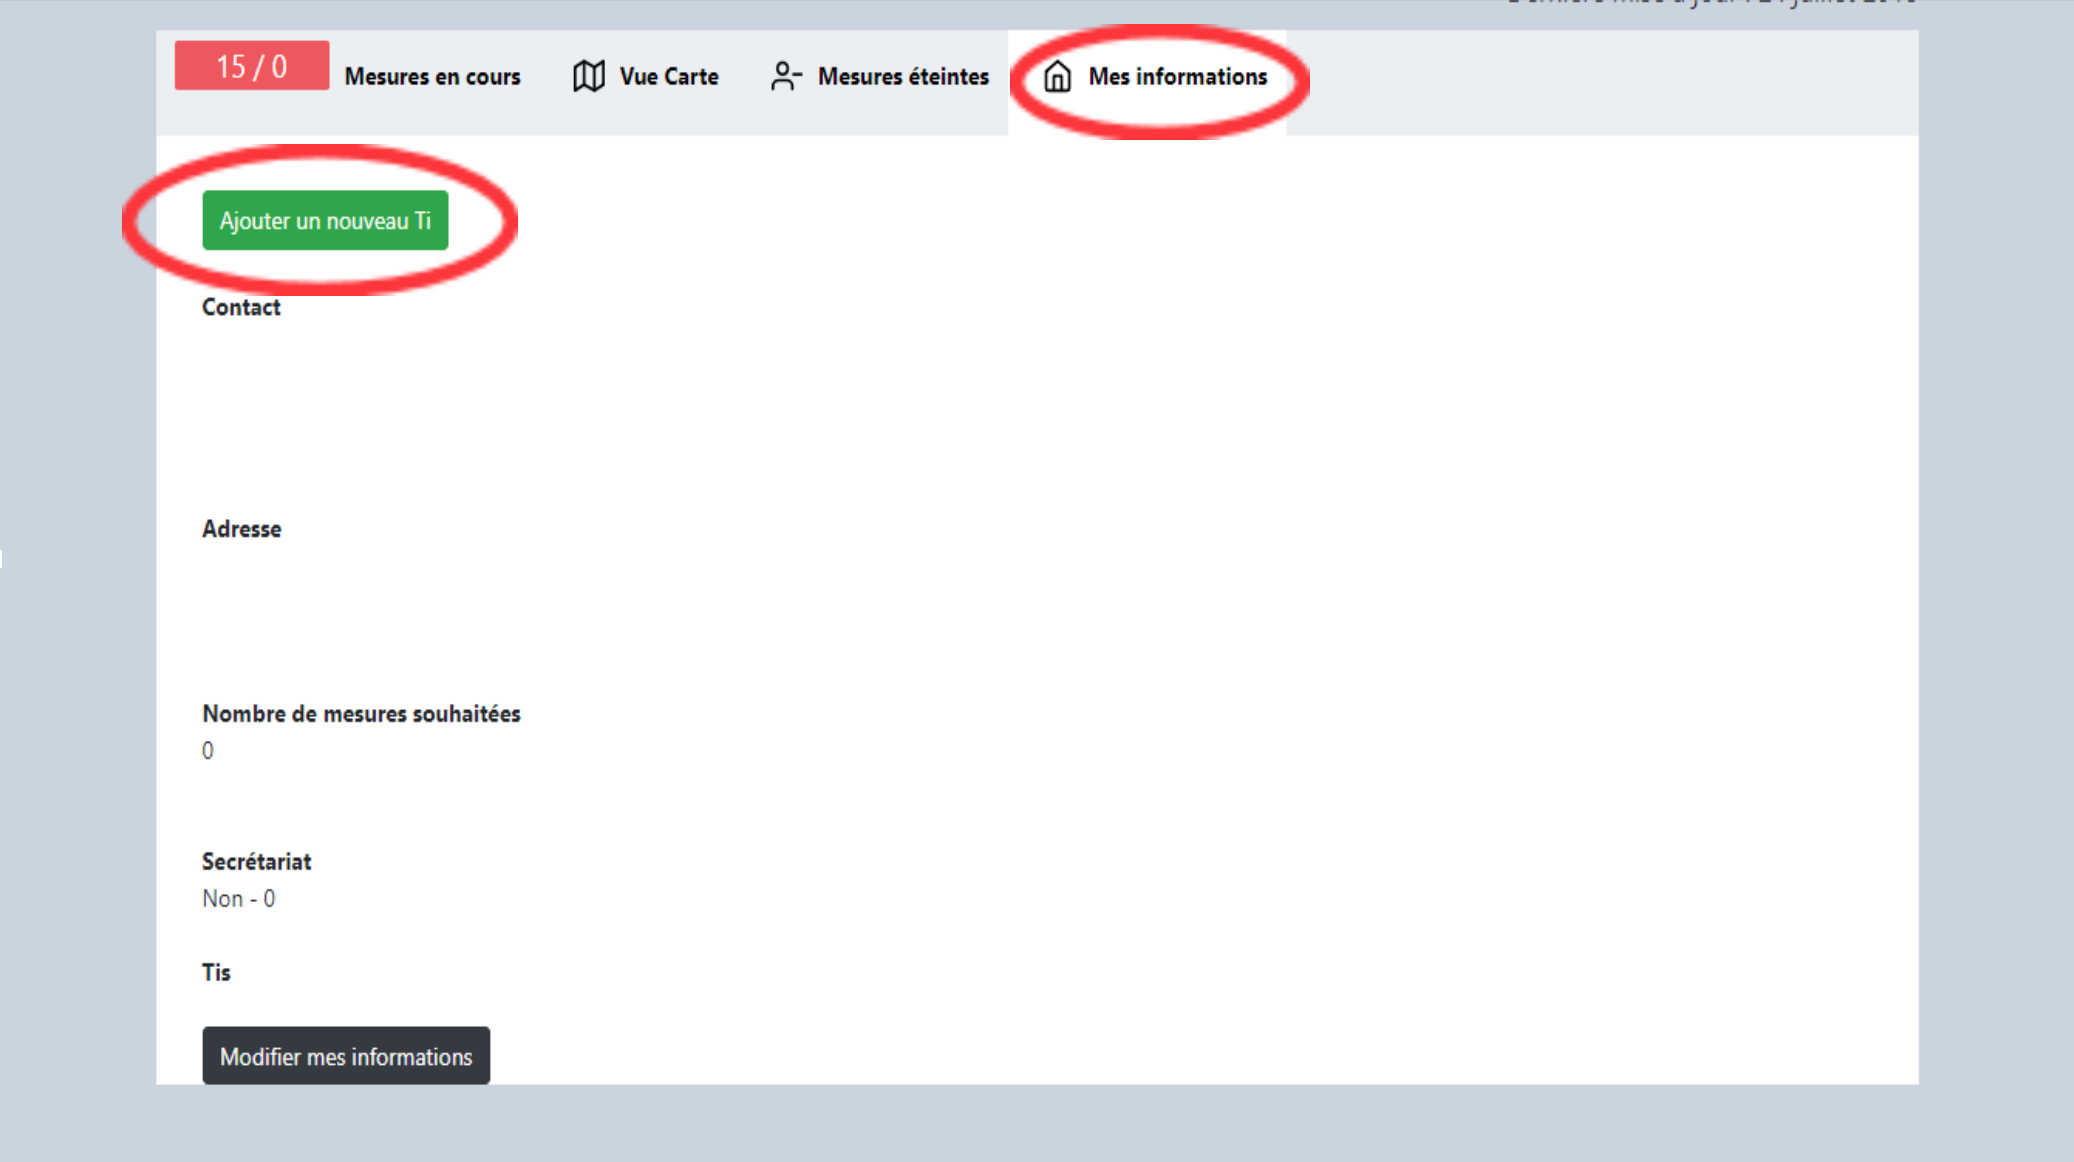 15 / 0 Mesures en cours Vue Carte Mesures éteintes Mes informations
Ajouter un nouveau Ti
Contact
Adresse
Nombre de mesures souhaitées
0
Secrétariat
Non - 0
Tis
Modifier mes informations